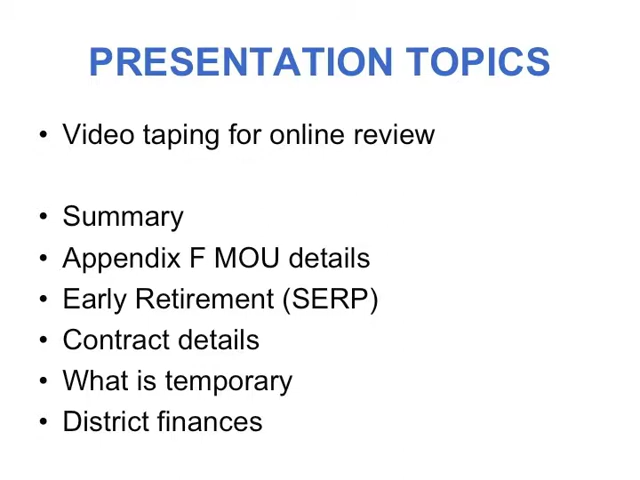 PRESENTATION TOPICS
• Video taping for online review
• Summary
• Appendix F MOU details
• Early Retirement (SERP)
• Contract details
• What is temporary
• District finances